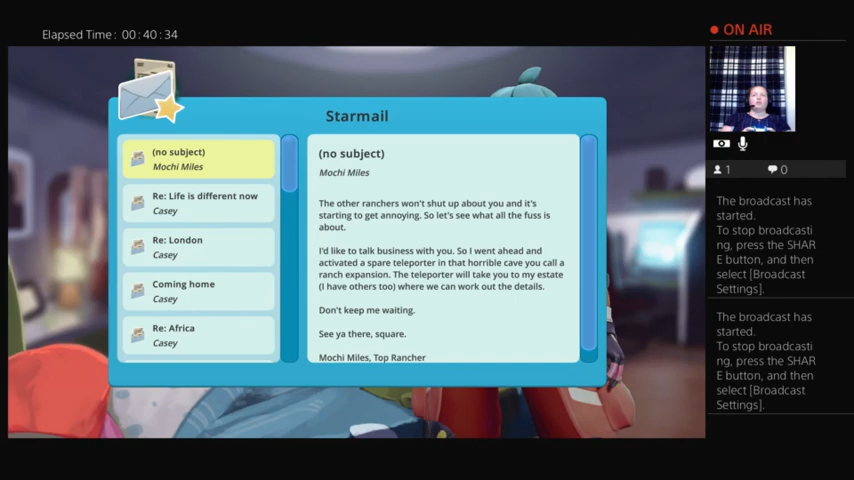 Elapsed Time : 00:40:34
ON AIR
Starmail
(no subject)
Mochi Miles
Re: Life is different now
Casey
Re: London
Casey
Coming home
Casey
Re: Africa
Casey
(no subject)
Mochi Miles
The other ranchers won't shut up about you and it's
starting to get annoying. So let's see what all the fuss is
about.
I'd like to talk business with you. So I went ahead and
activated a spare teleporter in that horrible cave you call a
ranch expansion. The teleporter will take you to my estate
(I have others too) where we can work out the details.
Don't keep me waiting.
See ya there, square.
Mochi Miles, Top Rancher
1
0
The broadcast has
started.
To stop broadcasti
ng, press the SHAR
E button, and then
select [Broadcast
Settings].
The broadcast has
started.
To stop broadcasti
ng, press the SHAR
E button, and then
select [Broadcast
Settings].